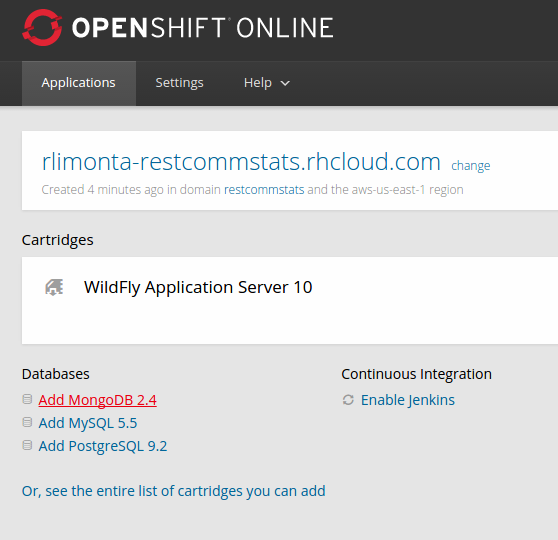 OPENSHIFT ONLINE
Applications Settings Help
rlimonta-restcommstats.rhcloud.com change
Created 4 minutes ago in domain restcommstats and the aws-us-east-1 region
Cartridges
WildFly Application Server 10
Databases
Add MongoDB 2.4
Add MySQL 5.5
Add PostgreSQL 9.2
Continuous Integration
Enable Jenkins
Or, see the entire list of cartridges you can add